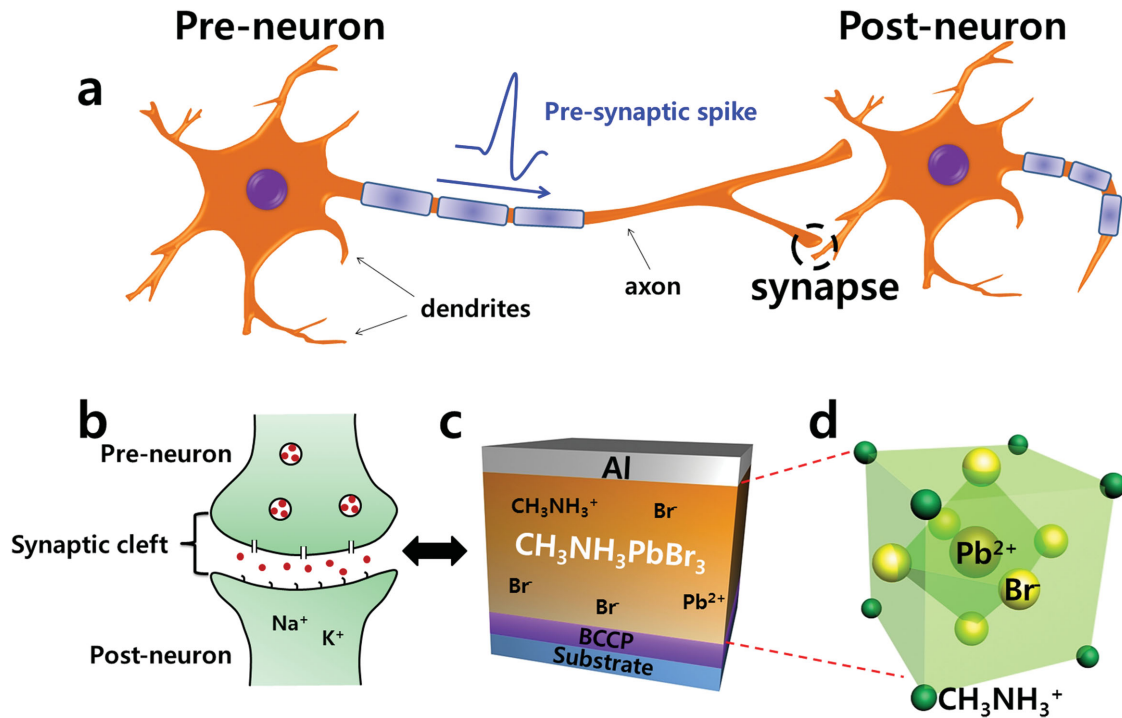 Pre-neuron
Post-neuron
a
Pre-synaptic spike
dendrites
axon
synapse
b
Pre-neuron
Synaptic cleft
Na⁺
K⁺
Post-neuron
c
Al
CH₃NH₃⁺
Br⁻
CH₃NH₃PbBr₃
Br⁻
Br⁻
Pb²⁺
BCCP
Substrate
d
Pb²⁺
Br⁻
CH₃NH₃⁺